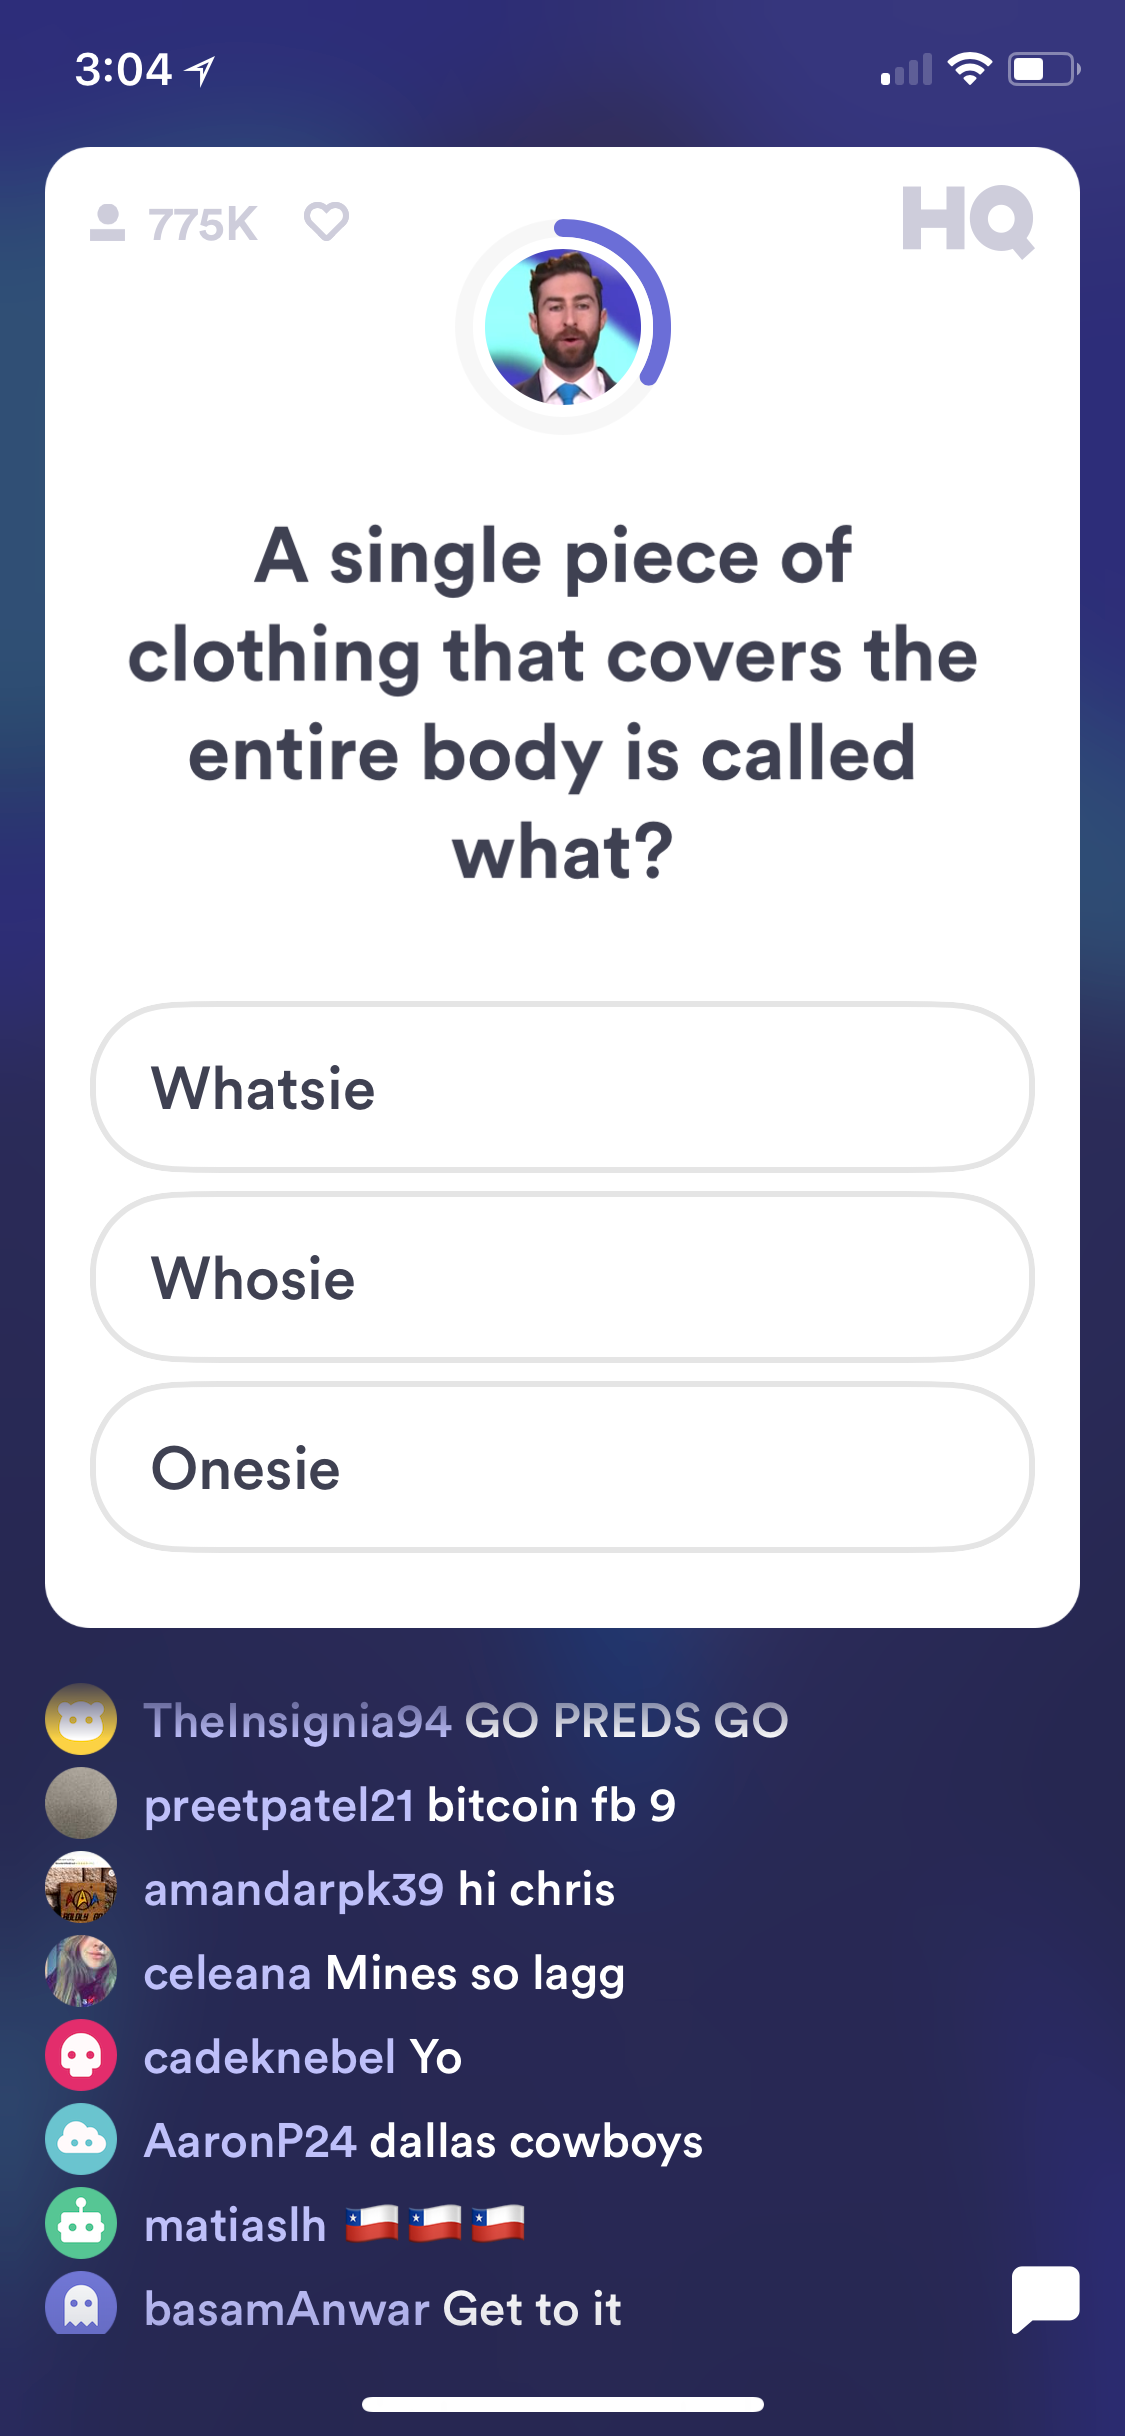 3:04
775K
HQ
A single piece of
clothing that covers the
entire body is called
what?
Whatsie
Whosie
Onesie
TheInsignia94 GO PREDS GO
preetpatel21 bitcoin fb 9
amandarpk39 hi chris
celeana Mines so lagg
cadeknebel Yo
AaronP24 dallas cowboys
matiaslh 🇨🇱🇨🇱🇨🇱
basamAnwar Get to it